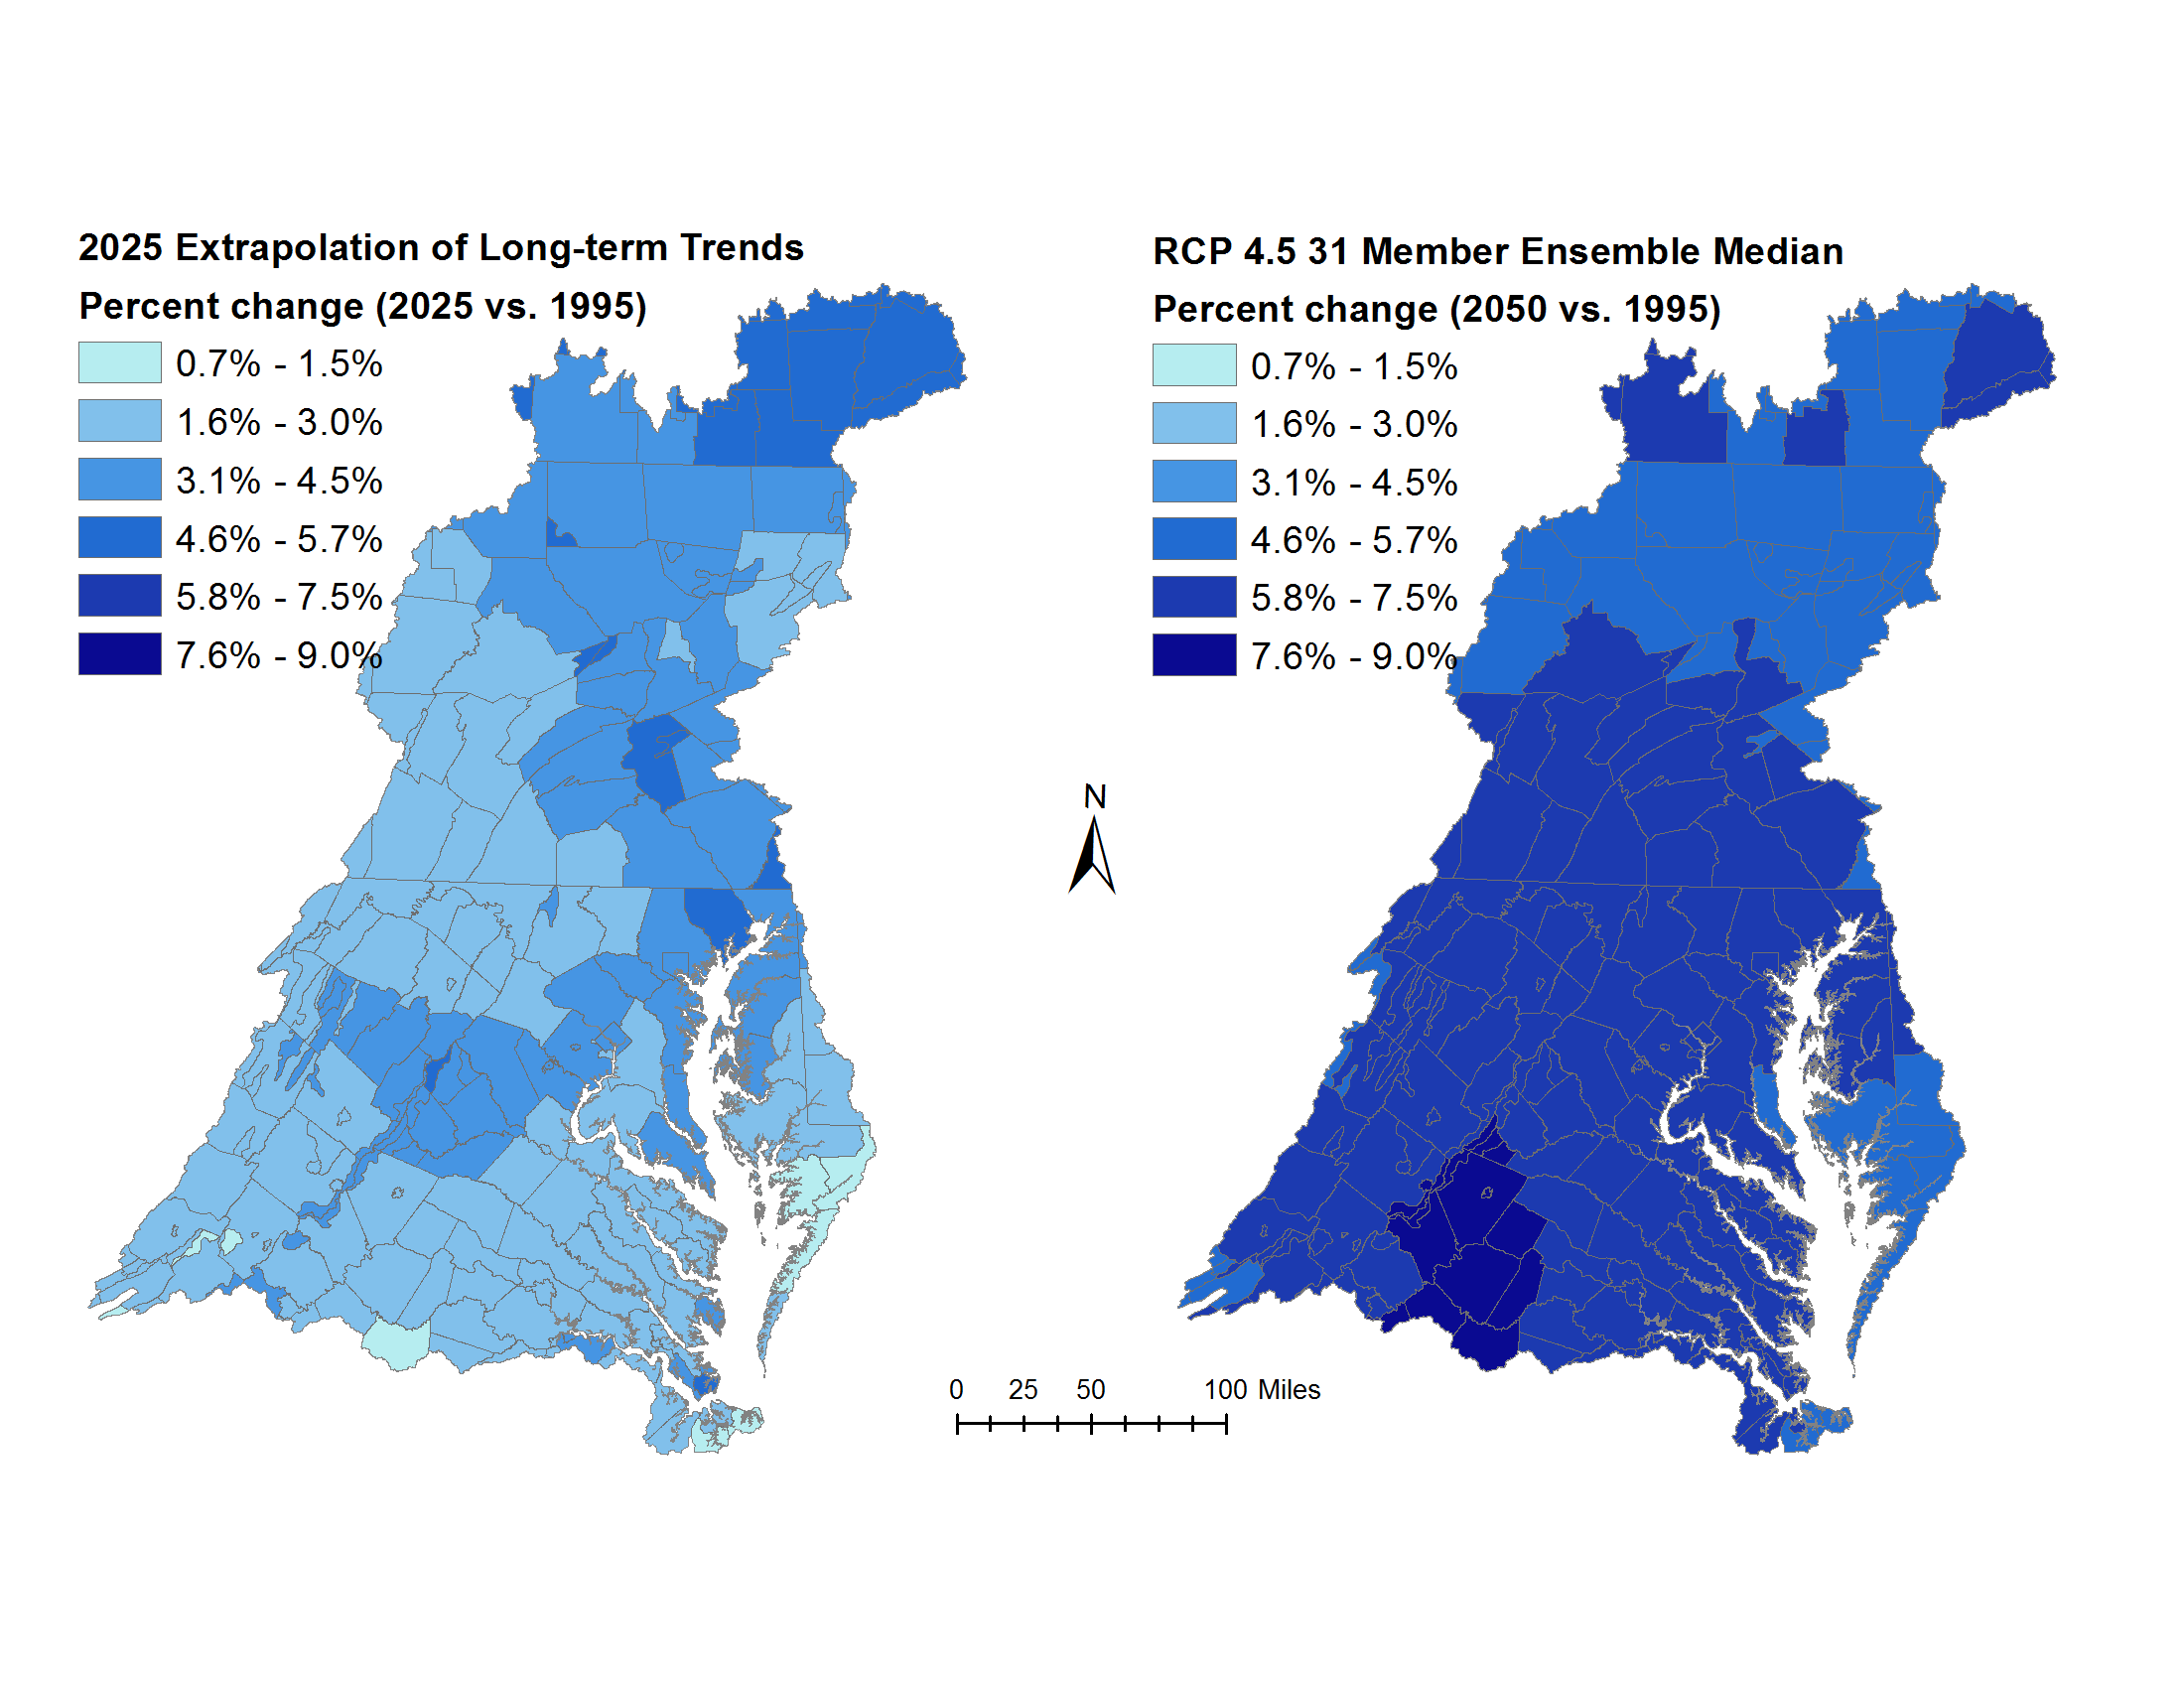 2025 Extrapolation of Long-term Trends
Percent change (2025 vs. 1995)
0.7% - 1.5%
1.6% - 3.0%
3.1% - 4.5%
4.6% - 5.7%
5.8% - 7.5%
7.6% - 9.0%
RCP 4.5 31 Member Ensemble Median
Percent change (2050 vs. 1995)
0.7% - 1.5%
1.6% - 3.0%
3.1% - 4.5%
4.6% - 5.7%
5.8% - 7.5%
7.6% - 9.0%
N
0 25 50 100 Miles